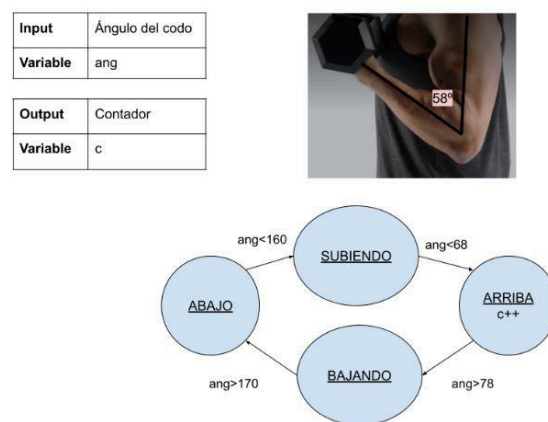 Input Ángulo del codo
Variable ang
Output Contador
Variable c
58º
ang<160
SUBIENDO
ang<68
ABAJO
ARRIBA
c++
BAJANDO
ang>170
ang>78